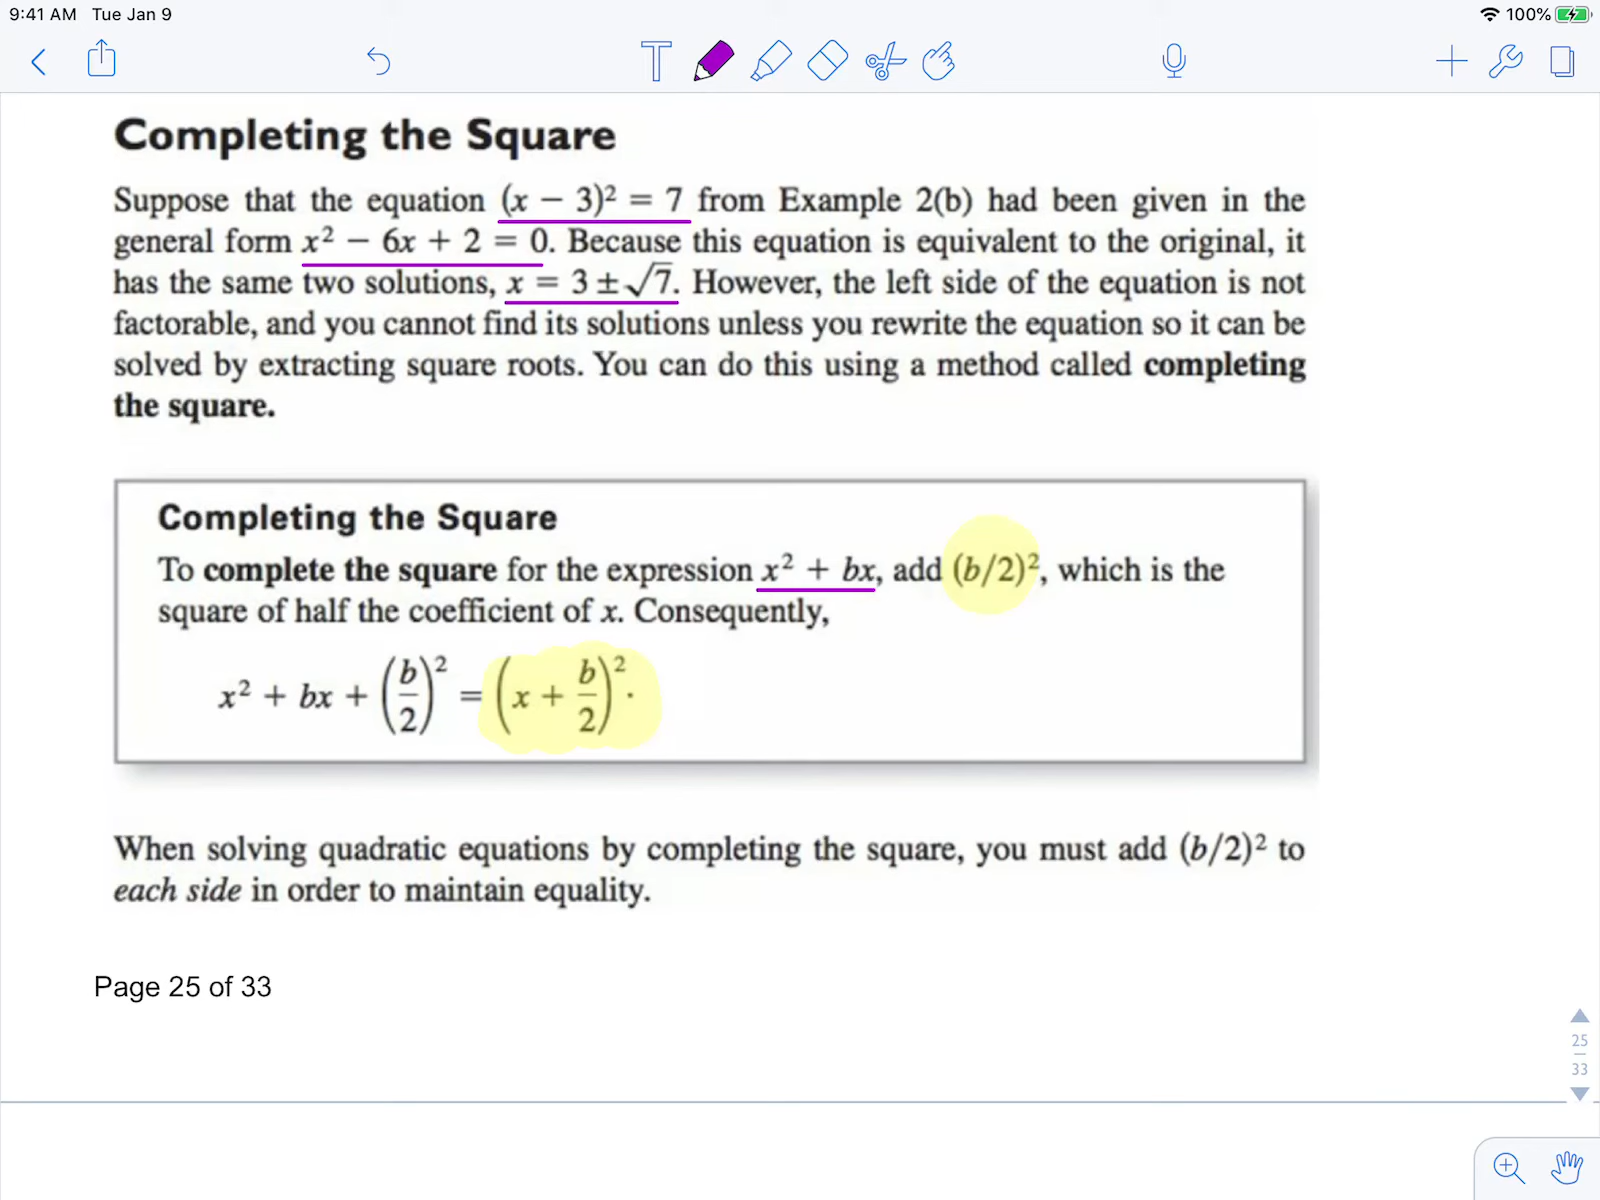 9:41 AM Tue Jan 9 100%
T
Completing the Square
Suppose that the equation (x − 3)² = 7 from Example 2(b) had been given in the
general form x² − 6x + 2 = 0. Because this equation is equivalent to the original, it
has the same two solutions, x = 3 ± √7. However, the left side of the equation is not
factorable, and you cannot find its solutions unless you rewrite the equation so it can be
solved by extracting square roots. You can do this using a method called completing
the square.
Completing the Square
To complete the square for the expression x² + bx, add (b/2)², which is the
square of half the coefficient of x. Consequently,
x² + bx + (b/2)² = (x + b/2)².
When solving quadratic equations by completing the square, you must add (b/2)² to
each side in order to maintain equality.
Page 25 of 33
25
33